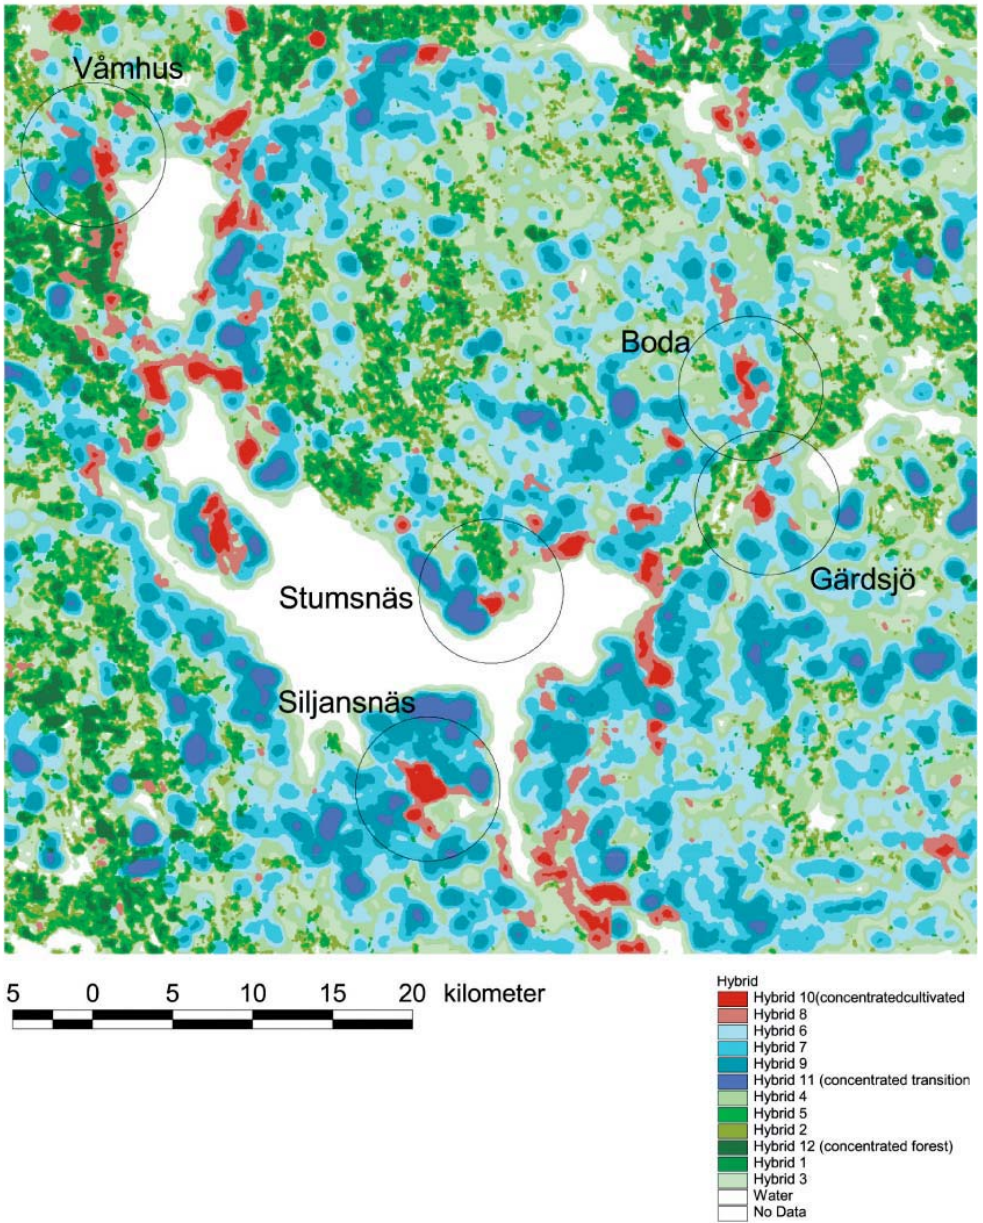 Våmhus
Boda
Gärdsjö
Stumsnäs
Siljansnäs
5 0 5 10 15 20 kilometer
Hybrid
Hybrid 10(concentratedcultivated
Hybrid 8
Hybrid 6
Hybrid 7
Hybrid 9
Hybrid 11 (concentrated transition
Hybrid 4
Hybrid 5
Hybrid 2
Hybrid 12 (concentrated forest)
Hybrid 1
Hybrid 3
Water
No Data